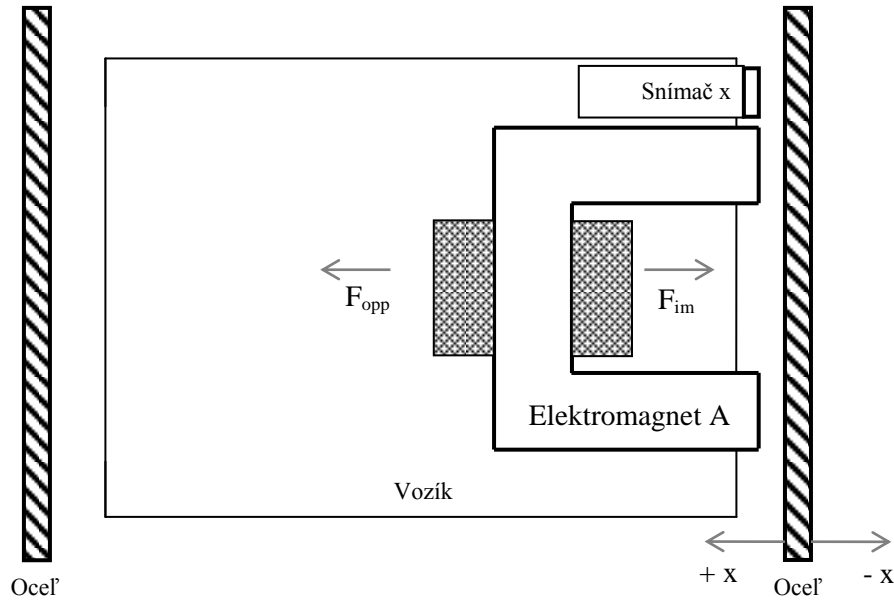 Snímač x
F_opp
F_im
Elektromagnet A
Vozík
+ x
- x
Oceľ
Oceľ